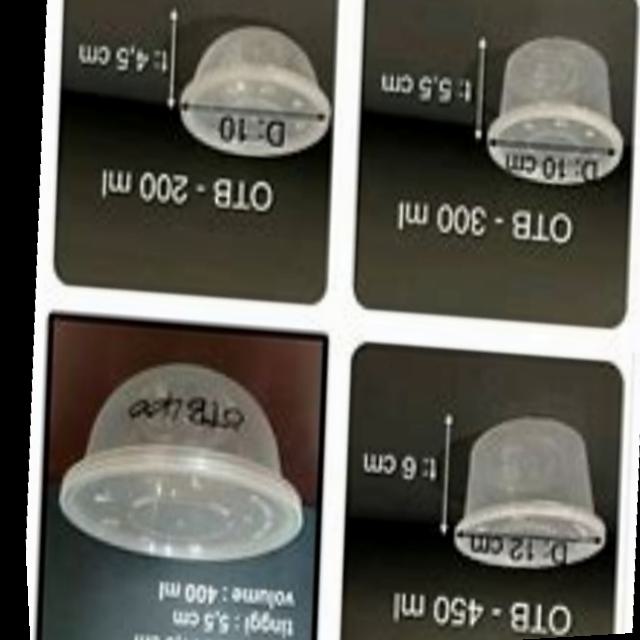 OTB - 450 ml
D: 12 cm
t: 6 cm
cm
tinggi : 5,5 cm
volume : 400 ml
OTB 400
OTB - 300 ml
D: 10 cm
t: 5,5 cm
OTB - 200 ml
D: 10
t: 4,5 cm